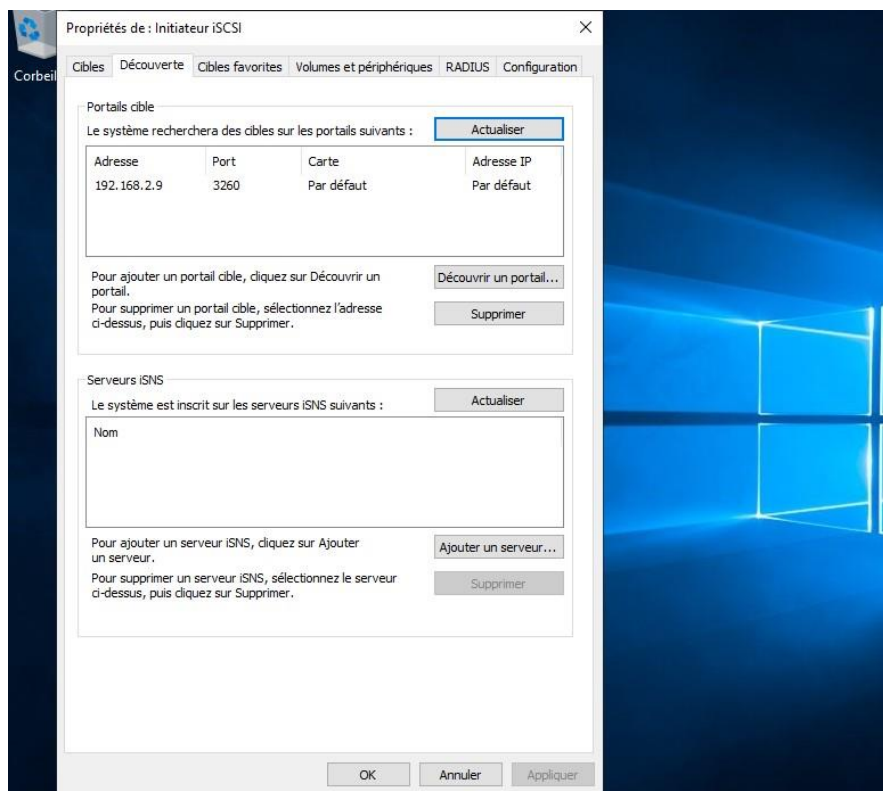 Corbeil
Propriétés de : Initiateur iSCSI
Cibles Découverte Cibles favorites Volumes et périphériques RADIUS Configuration
Portails cible
Le système recherchera des cibles sur les portails suivants : Actualiser
Adresse Port Carte Adresse IP
192.168.2.9 3260 Par défaut Par défaut
Pour ajouter un portail cible, cliquez sur Découvrir un
portail.
Découvrir un portail...
Pour supprimer un portail cible, sélectionnez l'adresse
ci-dessus, puis cliquez sur Supprimer.
Supprimer
Serveurs iSNS
Le système est inscrit sur les serveurs iSNS suivants : Actualiser
Nom
Pour ajouter un serveur iSNS, cliquez sur Ajouter
un serveur.
Ajouter un serveur...
Pour supprimer un serveur iSNS, sélectionnez le serveur
ci-dessus, puis cliquez sur Supprimer.
Supprimer
OK Annuler Appliquer